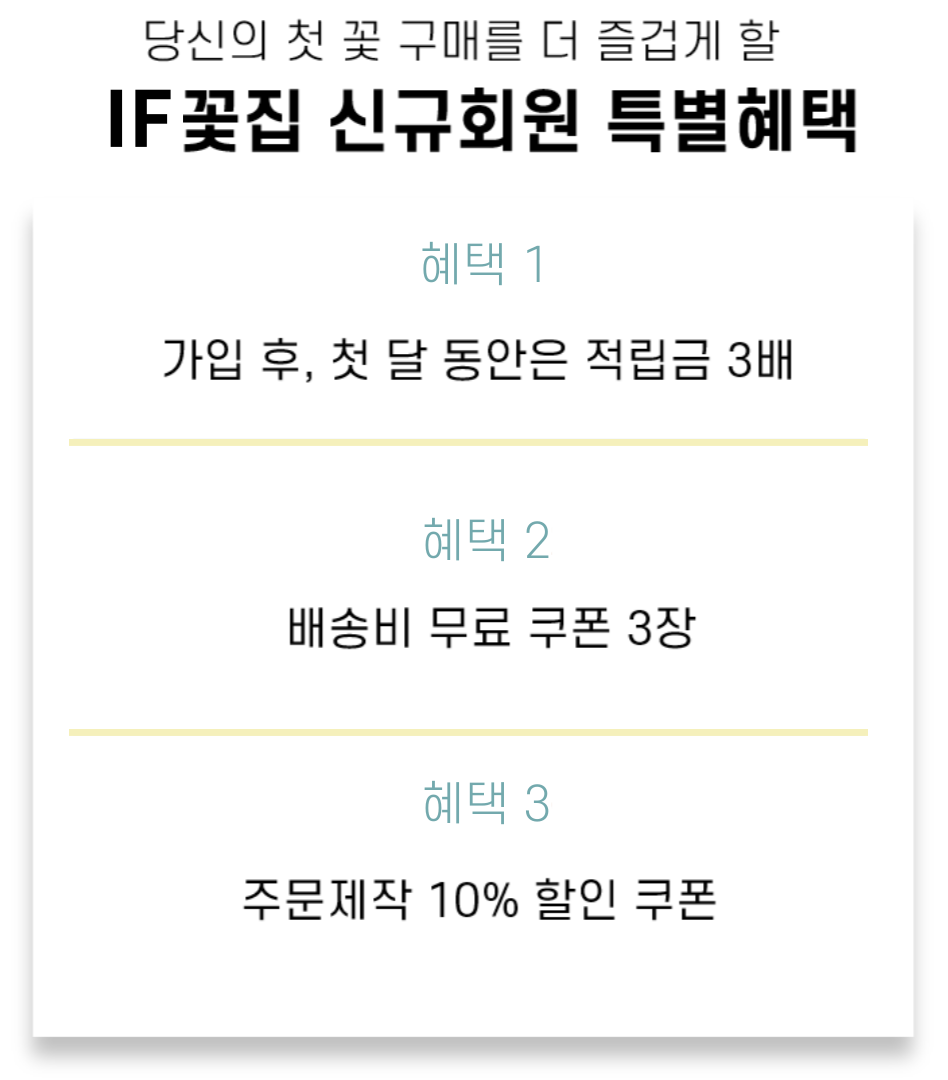 당신의 첫 꽃 구매를 더 즐겁게 할
IF꽃집 신규회원 특별혜택
혜택 1
가입 후, 첫 달 동안은 적립금 3배
혜택 2
배송비 무료 쿠폰 3장
혜택 3
주문제작 10% 할인 쿠폰